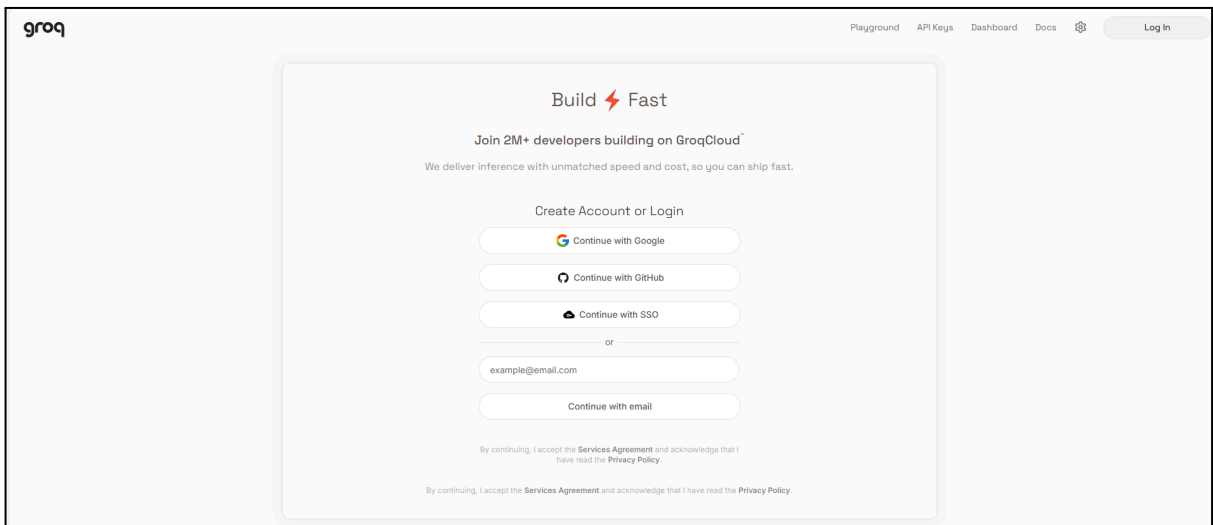 groq
Playground API Keys Dashboard Docs Log In
Build Fast
Join 2M+ developers building on GroqCloud™
We deliver inference with unmatched speed and cost, so you can ship fast.
Create Account or Login
Continue with Google
Continue with GitHub
Continue with SSO
or
example@email.com
Continue with email
By continuing, I accept the Services Agreement and acknowledge that I
have read the Privacy Policy.
By continuing, I accept the Services Agreement and acknowledge that I have read the Privacy Policy.